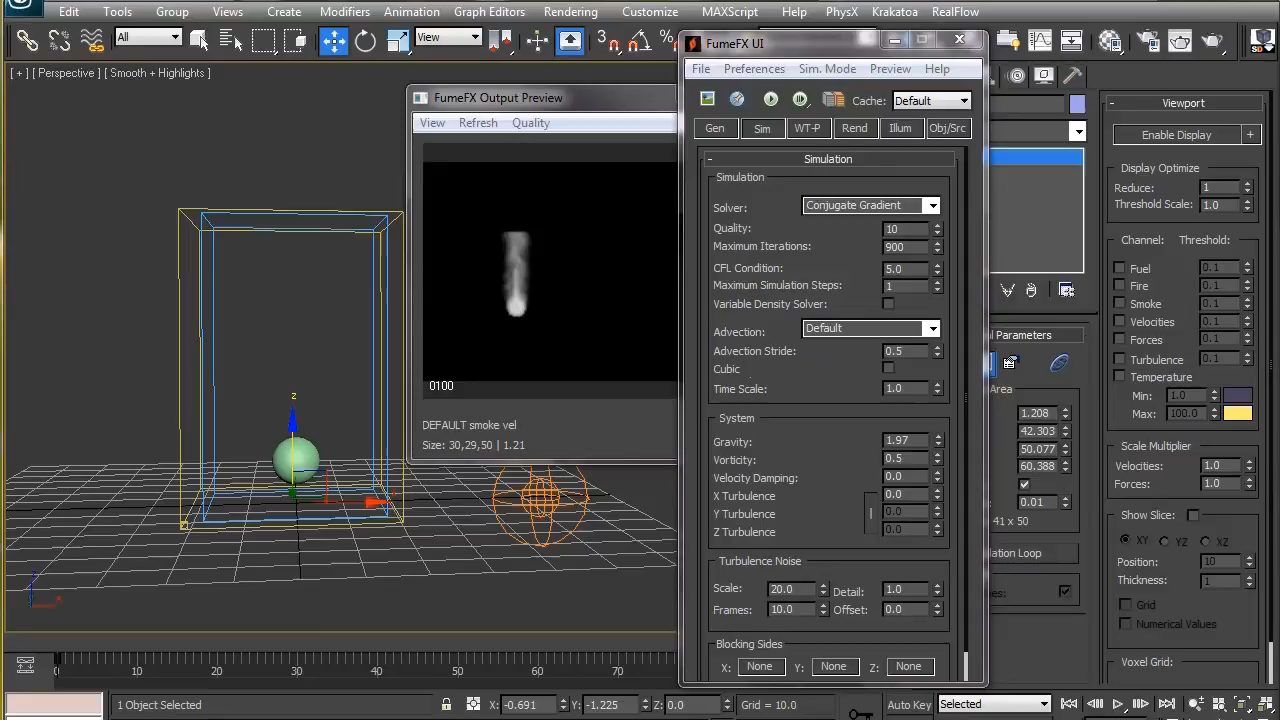 Edit Tools Group Views Create Modifiers Animation Graph Editors Rendering Customize MAXScript Help PhysX Krakatoa RealFlow
All
View
3
%
[ + ] [ Perspective ] [ Smooth + Highlights ]
FumeFX Output Preview
View Refresh Quality
0100
DEFAULT smoke vel
Size: 30,29,50 | 1.21
z
FumeFX UI
File Preferences Sim. Mode Preview Help
Cache: Default
Gen Sim WT-P Rend Illum Obj/Src
- Simulation
Simulation
Solver: Conjugate Gradient
Quality: 10
Maximum Iterations: 900
CFL Condition: 5.0
Maximum Simulation Steps: 1
Variable Density Solver:
Advection: Default
Advection Stride: 0.5
Cubic
Time Scale: 1.0
System
Gravity: 1.97
Vorticity: 0.5
Velocity Damping: 0.0
X Turbulence 0.0
Y Turbulence 0.0
Z Turbulence 0.0
Turbulence Noise
Scale: 20.0 Detail: 1.0
Frames: 10.0 Offset: 0.0
Blocking Sides
X: None Y: None Z: None
SD
al Parameters
Area
1.208
42.303
50.077
60.388
0.01
41 x 50
lation Loop
es:
- Viewport
Enable Display +
Display Optimize
Reduce: 1
Threshold Scale: 1.0
Channel: Threshold:
Fuel 0.1
Fire 0.1
Smoke 0.1
Velocities 0.1
Forces 0.1
Turbulence 0.1
Temperature
Min: 1.0
Max: 100.0
Scale Multiplier
Velocities: 1.0
Forces: 1.0
Show Slice:
XY YZ XZ
Position: 10
Thickness: 1
Grid
Numerical Values
Voxel Grid:
0 10 20 30 40 50 60 70
1 Object Selected X: -0.691 Y: -1.225 Z: 0.0 Grid = 10.0 Auto Key Selected